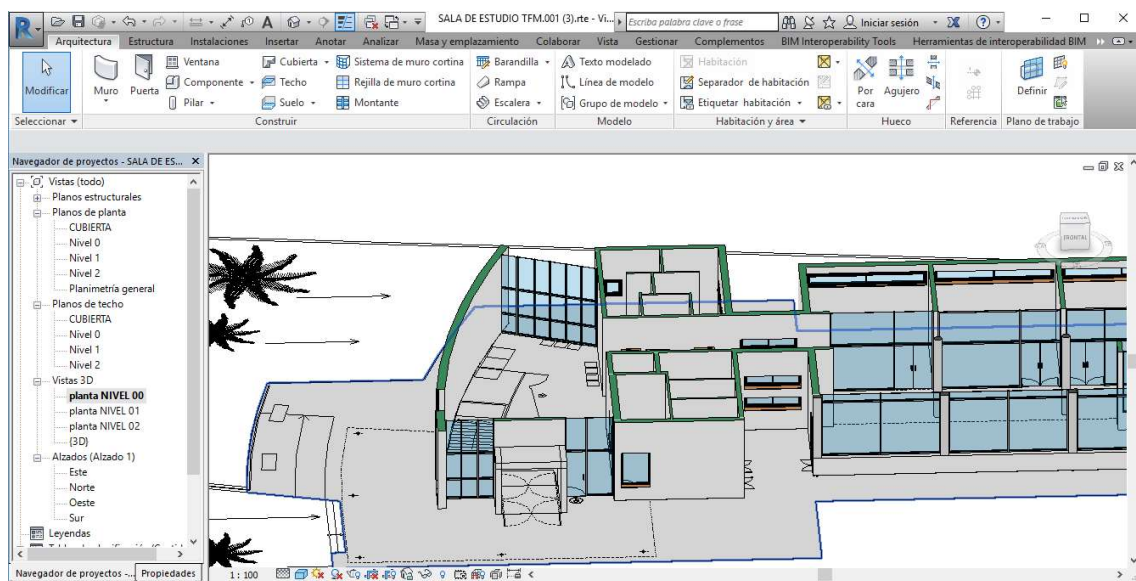 SALA DE ESTUDIO TFM.001 (3).rte - Vi...
Escriba palabra clave o frase
Iniciar sesión
Arquitectura Estructura Instalaciones Insertar Anotar Analizar Masa y emplazamiento Colaborar Vista Gestionar Complementos BIM Interoperability Tools Herramientas de interoperabilidad BIM
Modificar
Muro
Puerta
Ventana
Componente
Pilar
Cubierta
Techo
Suelo
Sistema de muro cortina
Rejilla de muro cortina
Montante
Barandilla
Rampa
Escalera
Texto modelado
Línea de modelo
Grupo de modelo
Habitación
Separador de habitación
Etiquetar habitación
Por cara
Agujero
Definir
Seleccionar Construir Circulación Modelo Habitación y área Hueco Referencia Plano de trabajo
Navegador de proyectos - SALA DE ES...
Vistas (todo)
Planos estructurales
Planos de planta
CUBIERTA
Nivel 0
Nivel 1
Nivel 2
Planimetría general
Planos de techo
CUBIERTA
Nivel 0
Nivel 1
Nivel 2
Vistas 3D
planta NIVEL 00
planta NIVEL 01
planta NIVEL 02
{3D}
Alzados (Alzado 1)
Este
Norte
Oeste
Sur
Leyendas
FRONTAL
Navegador de proyectos -... Propiedades
1 : 100